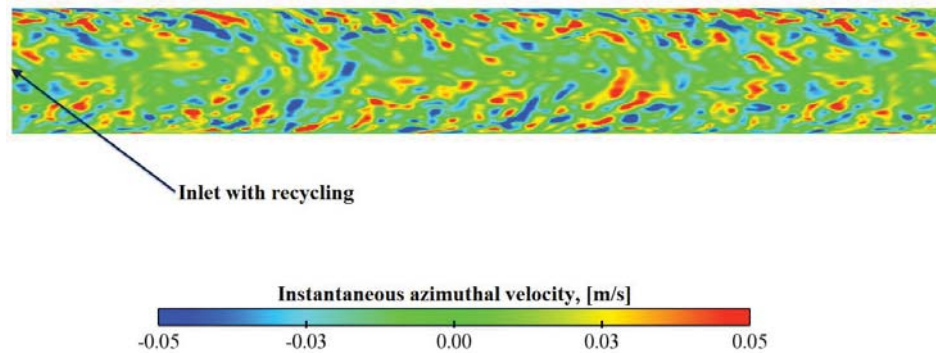 Inlet with recycling
Instantaneous azimuthal velocity, [m/s]
-0.05 -0.03 0.00 0.03 0.05